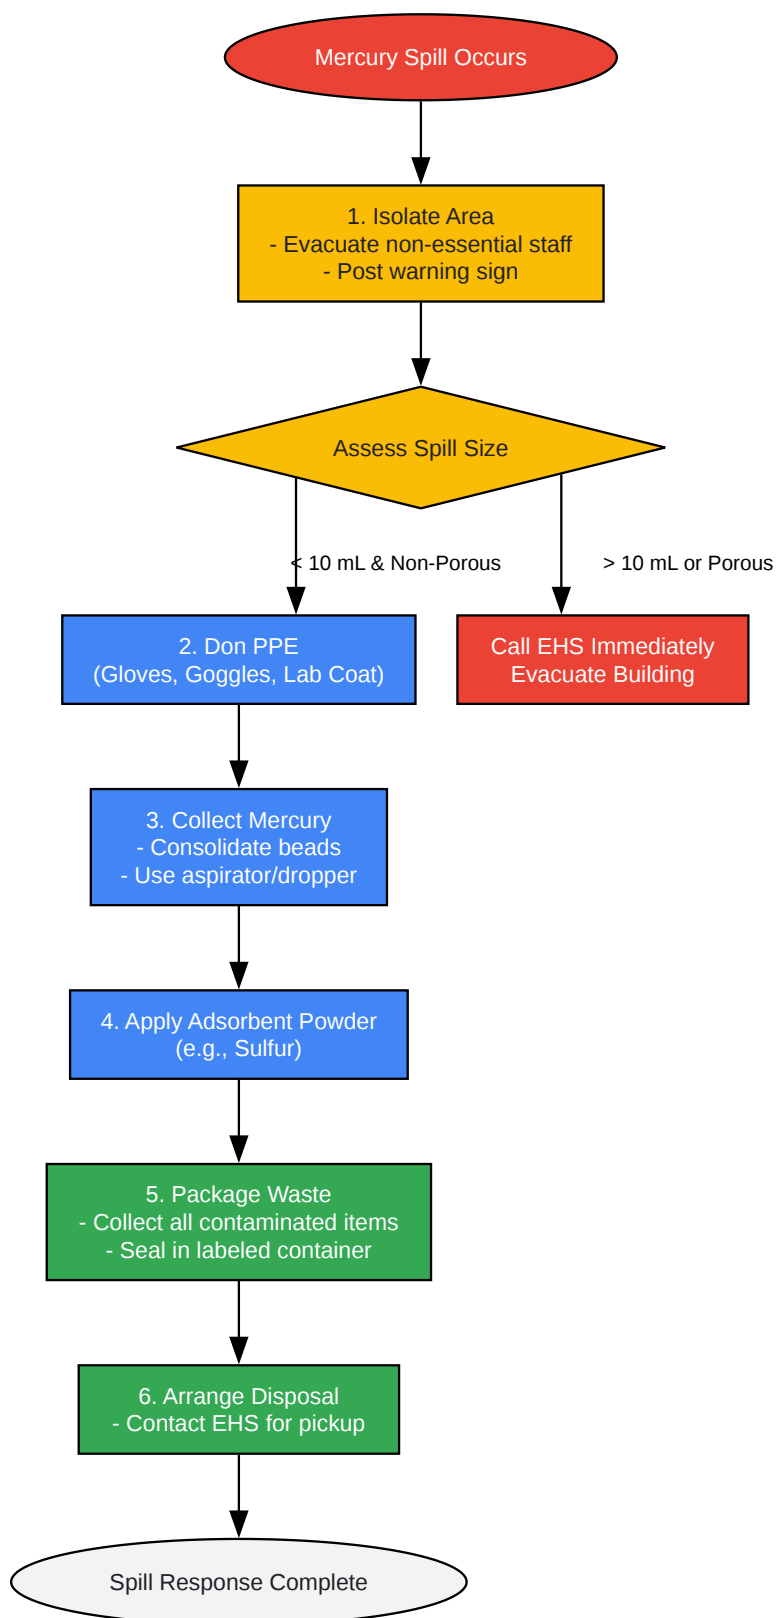 Mercury Spill Occurs
1. Isolate Area
- Evacuate non-essential staff
- Post warning sign
Assess Spill Size
< 10 mL & Non-Porous
> 10 mL or Porous
2. Don PPE
(Gloves, Goggles, Lab Coat)
Call EHS Immediately
Evacuate Building
3. Collect Mercury
- Consolidate beads
- Use aspirator/dropper
4. Apply Adsorbent Powder
(e.g., Sulfur)
5. Package Waste
- Collect all contaminated items
- Seal in labeled container
6. Arrange Disposal
- Contact EHS for pickup
Spill Response Complete